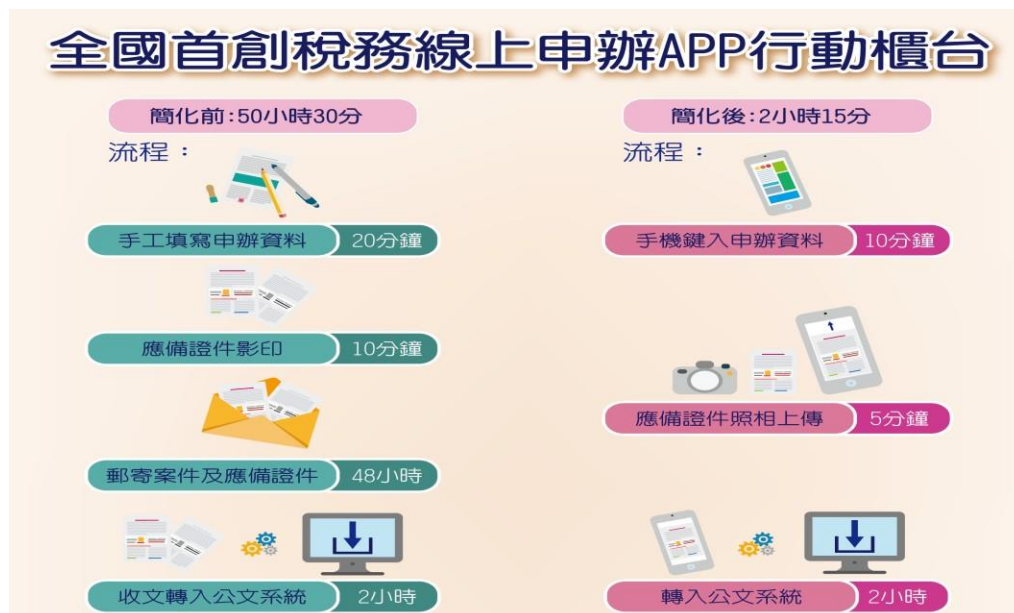 全國首創稅務線上申辦APP行動櫃台
簡化前:50小時30分
流程：
手工填寫申辦資料 20分鐘
應備證件影印 10分鐘
郵寄案件及應備證件 48小時
收文轉入公文系統 2小時
簡化後:2小時15分
流程：
手機鍵入申辦資料 10分鐘
應備證件照相上傳 5分鐘
轉入公文系統 2小時